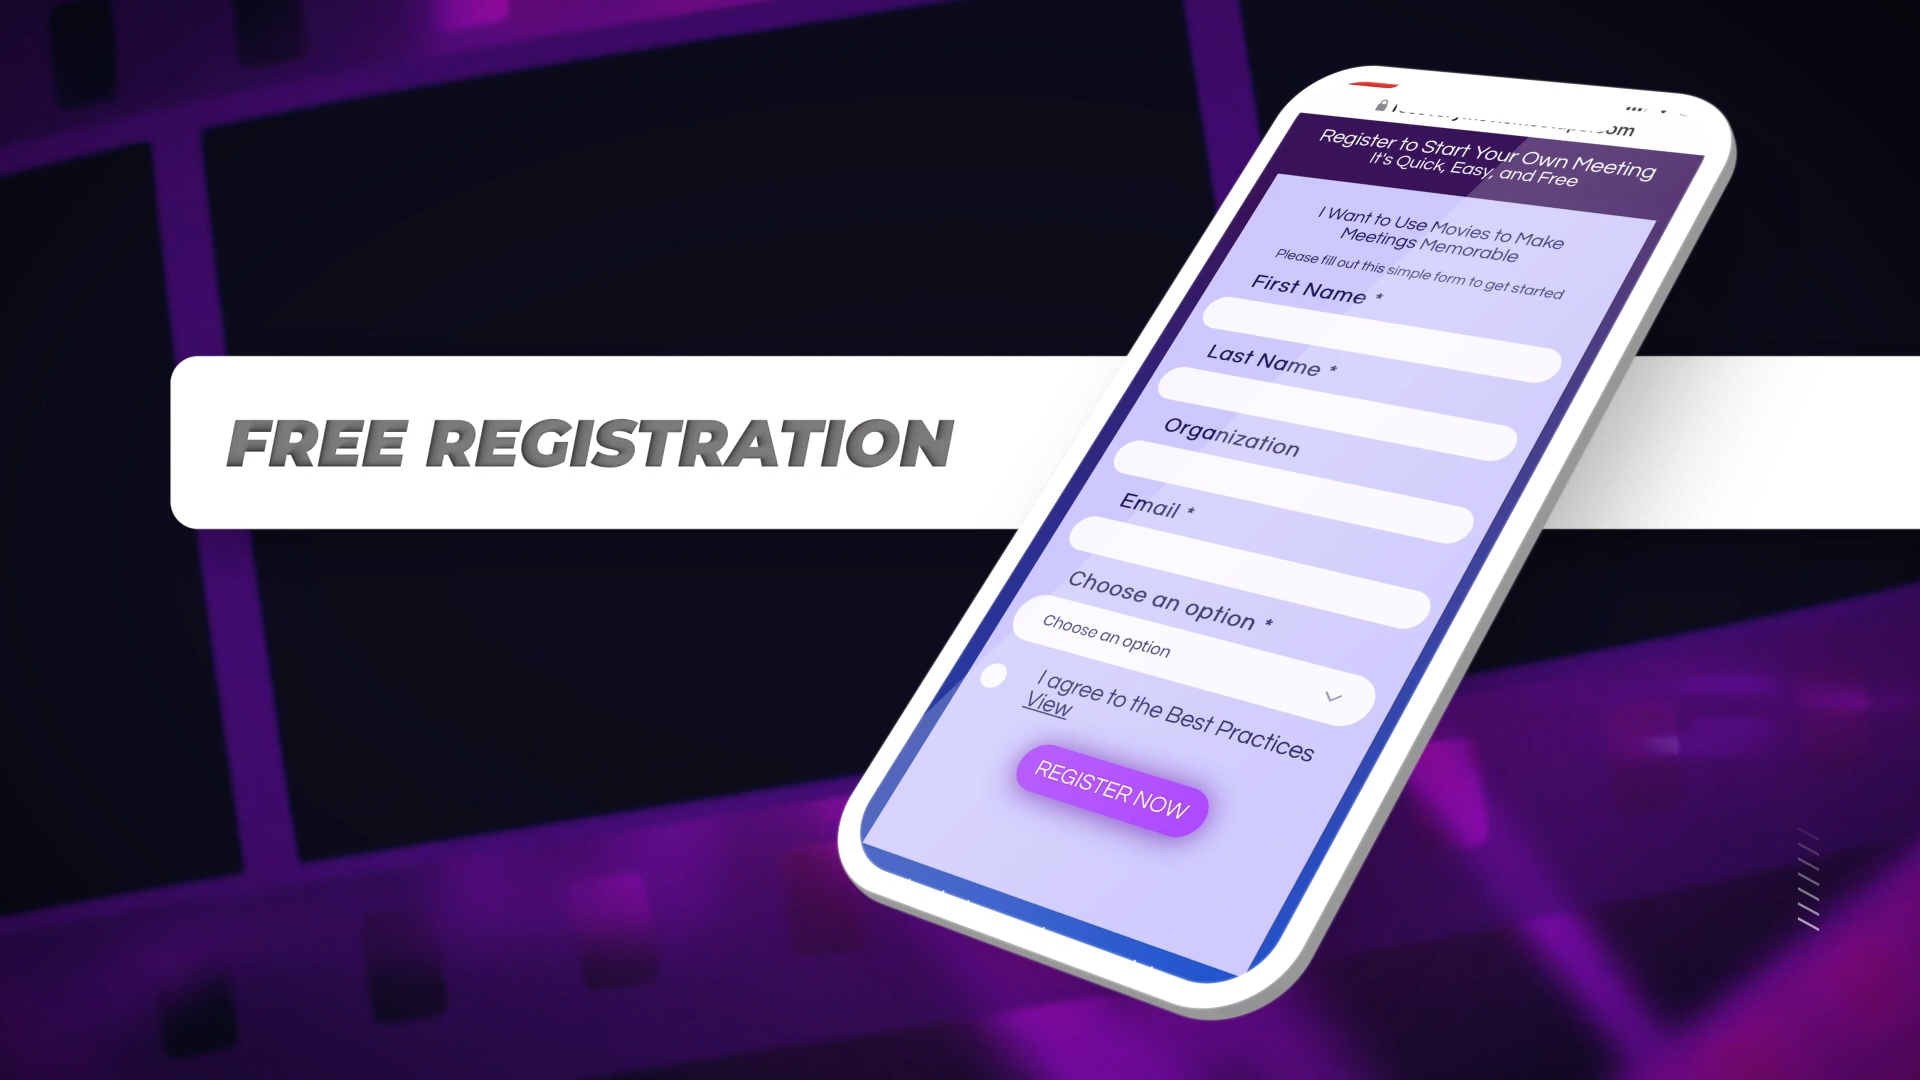 FREE REGISTRATION
Register to Start Your Own Meeting
It's Quick, Easy, and Free
I Want to Use Movies to Make
Meetings Memorable
Please fill out this simple form to get started
First Name *
Last Name *
Organization
Email *
Choose an option *
Choose an option
I agree to the Best Practices
View
REGISTER NOW